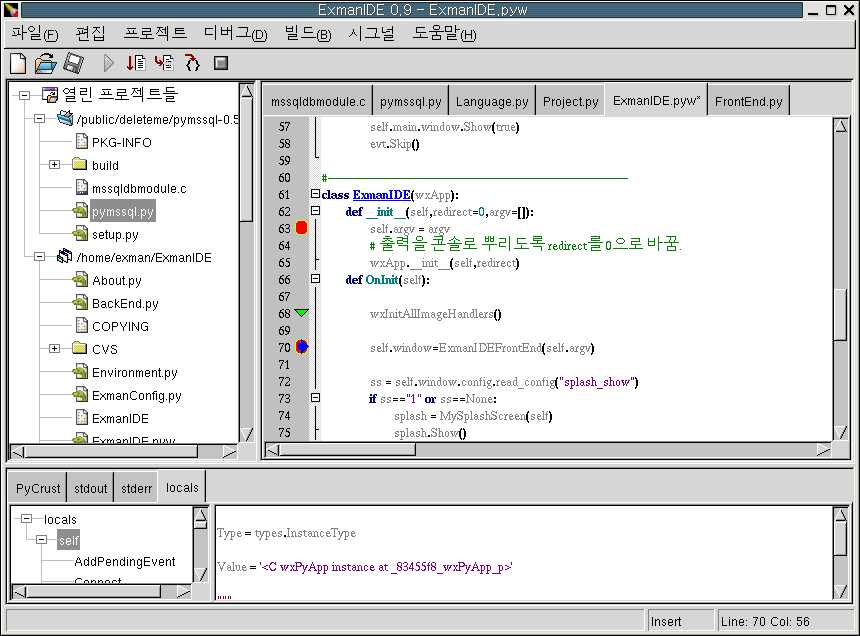 ExmanIDE 0.9 - ExmanIDE.pyw
파일(F) 편집 프로젝트 디버그(D) 빌드(B) 시그널 도움말(H)
열린 프로젝트들
/public/deleteme/pymssql-0.5
PKG-INFO
build
mssqldbmodule.c
pymssql.py
setup.py
/home/exman/ExmanIDE
About.py
BackEnd.py
COPYING
CVS
Environment.py
ExmanConfig.py
ExmanIDE
ExmanIDE.pyw
mssqldbmodule.c pymssql.py Language.py Project.py ExmanIDE.pyw* FrontEnd.py
57 self.main.window.Show(true)
58 evt.Skip()
59
60 #
61 class ExmanIDE(wxApp):
62 def __init__(self,redirect=0,argv=[]):
63 self.argv = argv
64 # 출력을 콘솔로 뿌리도록 redirect를 0으로 바꿈.
65 wxApp.__init__(self,redirect)
66 def OnInit(self):
67
68 wxInitAllImageHandlers()
69
70 self.window=ExmanIDEFrontEnd(self.argv)
71
72 ss = self.window.config.read_config("splash_show")
73 if ss=="1" or ss==None:
74 splash = MySplashScreen(self)
75 splash.Show()
PyCrust stdout stderr locals
locals
self
AddPendingEvent
Connect
Type = types.InstanceType
Value = '<C wxPyApp instance at _83455f8_wxPyApp_p>'
"""
Insert Line: 70 Col: 56